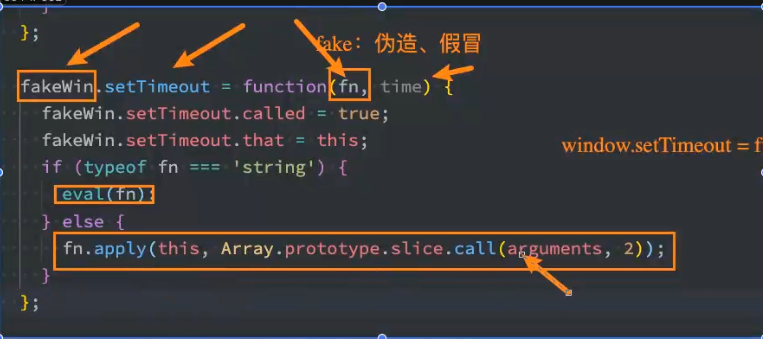 };
fake：伪造、假冒
fakeWin.setTimeout = function(fn, time) {
fakeWin.setTimeout.called = true;
fakeWin.setTimeout.that = this;
window.setTimeout = f
if (typeof fn === 'string') {
eval(fn);
} else {
fn.apply(this, Array.prototype.slice.call(arguments, 2));
}
};